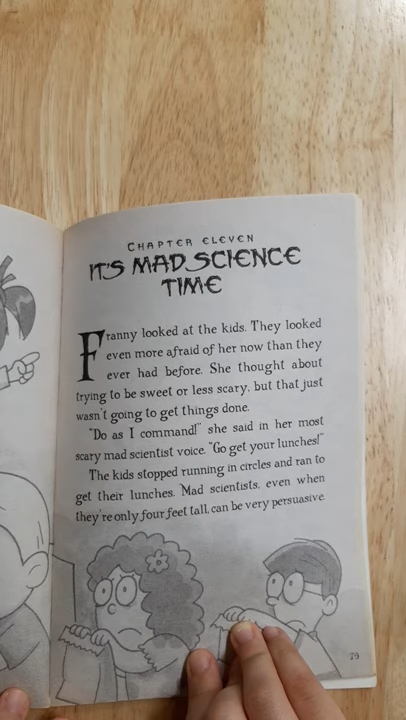 CHAPTER ELEVEN
IT'S MAD SCIENCE
TIME
Franny looked at the kids. They looked
even more afraid of her now than they
ever had before. She thought about
trying to be sweet or less scary, but that just
wasn't going to get things done.
"Do as I command!" she said in her most
scary mad scientist voice. "Go get your lunches!"
The kids stopped running in circles and ran to
get their lunches. Mad scientists, even when
they're only four feet tall, can be very persuasive.
79